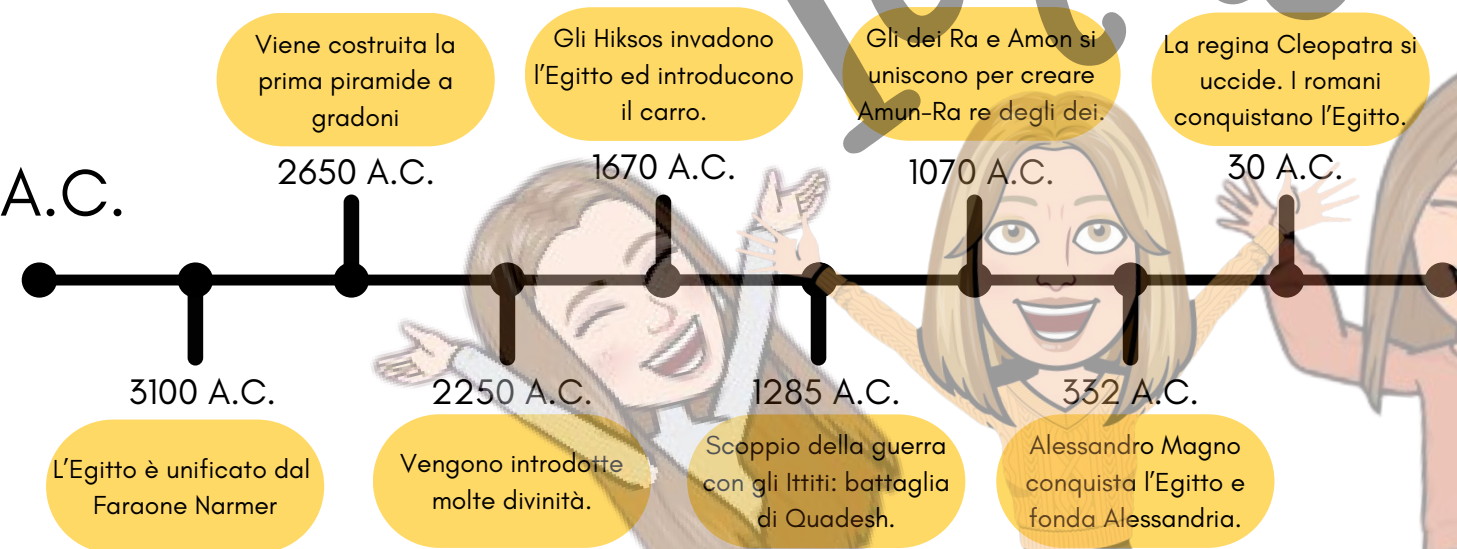 Viene costruita la
prima piramide a
gradoni
2650 A.C.
Gli Hiksos invadono
l'Egitto ed introducono
il carro.
1670 A.C.
Gli dei Ra e Amon si
uniscono per creare
Amun-Ra re degli dei.
1070 A.C.
La regina Cleopatra si
uccide. I romani
conquistano l'Egitto.
30 A.C.
A.C.
3100 A.C.
L'Egitto è unificato dal
Faraone Narmer
2250 A.C.
Vengono introdotte
molte divinità.
1285 A.C.
Scoppio della guerra
con gli Ittiti: battaglia
di Quadesh.
332 A.C.
Alessandro Magno
conquista l'Egitto e
fonda Alessandria.